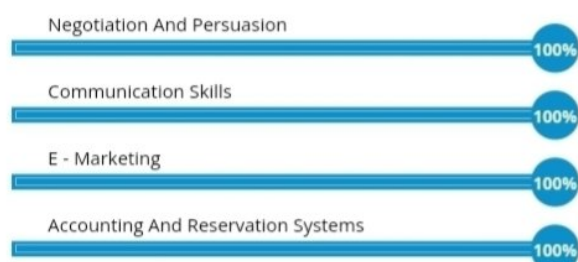 Negotiation And Persuasion
100%
Communication Skills
100%
E - Marketing
100%
Accounting And Reservation Systems
100%